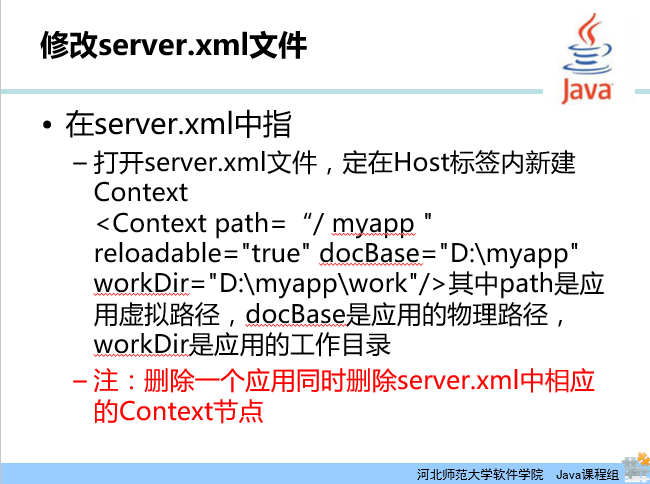 修改server.xml文件
Java
• 在server.xml中指
– 打开server.xml文件，定在Host标签内新建
Context
<Context path= “/ myapp "
reloadable="true" docBase="D:\myapp"
workDir="D:\myapp\work"/>其中path是应
用虚拟路径，docBase是应用的物理路径，
workDir是应用的工作目录
– 注：删除一个应用同时删除server.xml中相应
的Context节点
河北师范大学软件学院 Java课程组